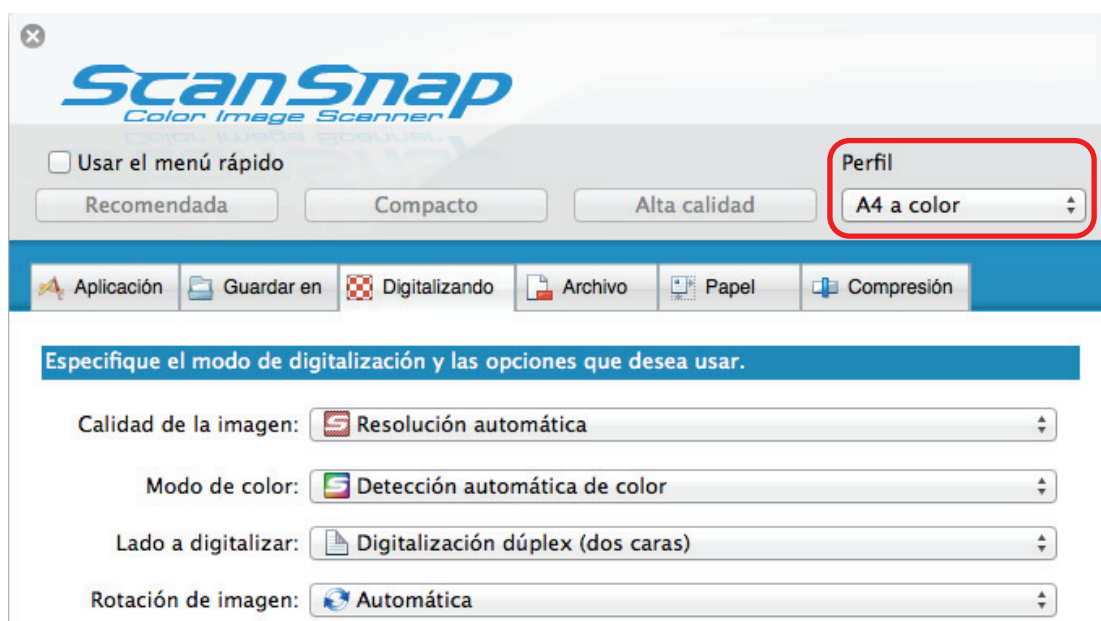 ScanSnap
Color Image Scanner
Usar el menú rápido
Perfil
Recomendada Compacto Alta calidad A4 a color
Aplicación Guardar en Digitalizando Archivo Papel Compresión
Especifique el modo de digitalización y las opciones que desea usar.
Calidad de la imagen: Resolución automática
Modo de color: Detección automática de color
Lado a digitalizar: Digitalización dúplex (dos caras)
Rotación de imagen: Automática